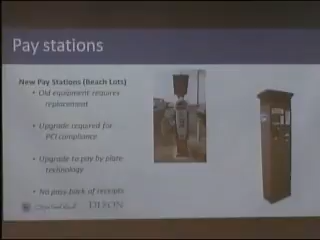 Pay stations
New Pay Stations (Beach Lots)
• Old equipment requires
replacement
• Upgrade required for
PCI compliance
• Upgrade to pay by plate
technology
• No pass back of receipts
DIXON